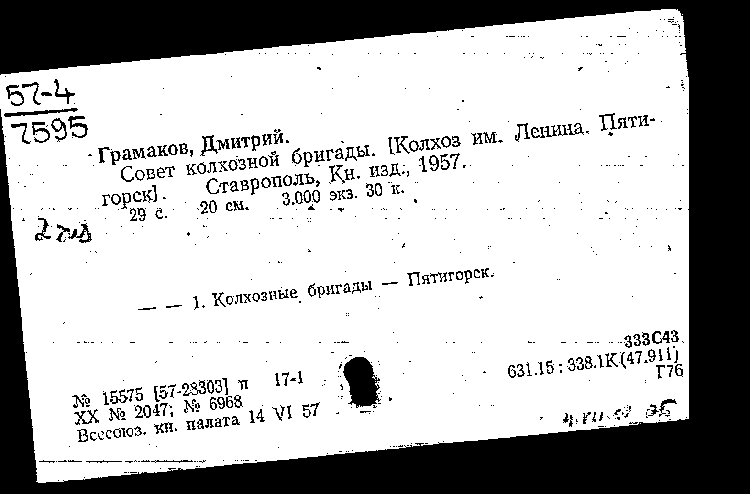 57-4
7595
Грамаков, Дмитрий.
Совет колхозной бригады. [Колхоз им. Ленина. Пяти-
горск]. Ставрополь, Кн. изд., 1957.
29 с. 20 см. 3.000 экз. 30 к.
— — 1. Колхозные бригады — Пятигорск.
333С43
631.15 : 338.1К(47.911)
Г76
№ 15575 [57-28303] п 17-1
XX № 2047; № 6968
Всесоюз. кн. палата 14 VI 57